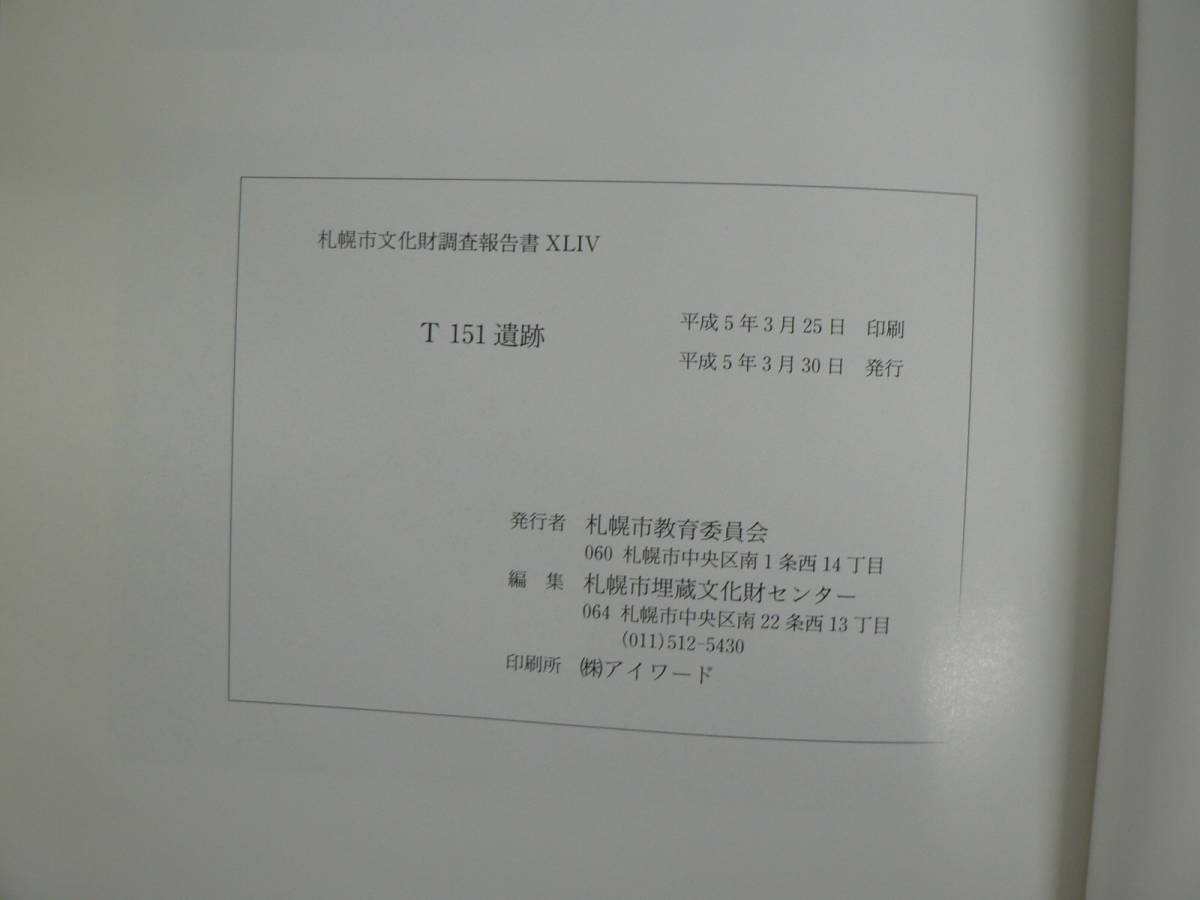 札幌市文化財調査報告書 XLIV
T 151 遺跡
平成 5 年 3 月 25 日 印刷
平成 5 年 3 月 30 日 発行
発行者 札幌市教育委員会
060 札幌市中央区南 1 条西 14 丁目
編 集 札幌市埋蔵文化財センター
064 札幌市中央区南 22 条西 13 丁目
(011)512-5430
印刷所 ㈱アイワード